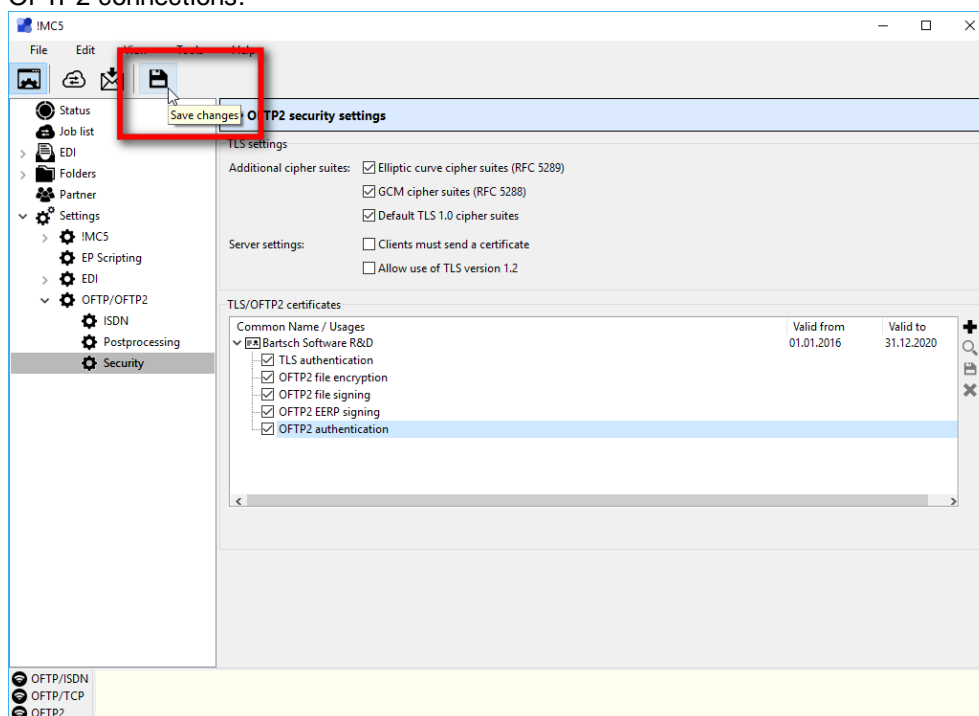 OFTP2 connections.
!MC5
File Edit View Tools Help
Save changes
Status
Job list
EDI
Folders
Partner
Settings
!MC5
EP Scripting
EDI
OFTP/OFTP2
ISDN
Postprocessing
Security
OFTP2 security settings
TLS settings
Additional cipher suites: Elliptic curve cipher suites (RFC 5289)
GCM cipher suites (RFC 5288)
Default TLS 1.0 cipher suites
Server settings: Clients must send a certificate
Allow use of TLS version 1.2
TLS/OFTP2 certificates
Common Name / Usages Valid from Valid to
Bartsch Software R&D 01.01.2016 31.12.2020
TLS authentication
OFTP2 file encryption
OFTP2 file signing
OFTP2 EERP signing
OFTP2 authentication
OFTP/ISDN
OFTP/TCP
OFTP2